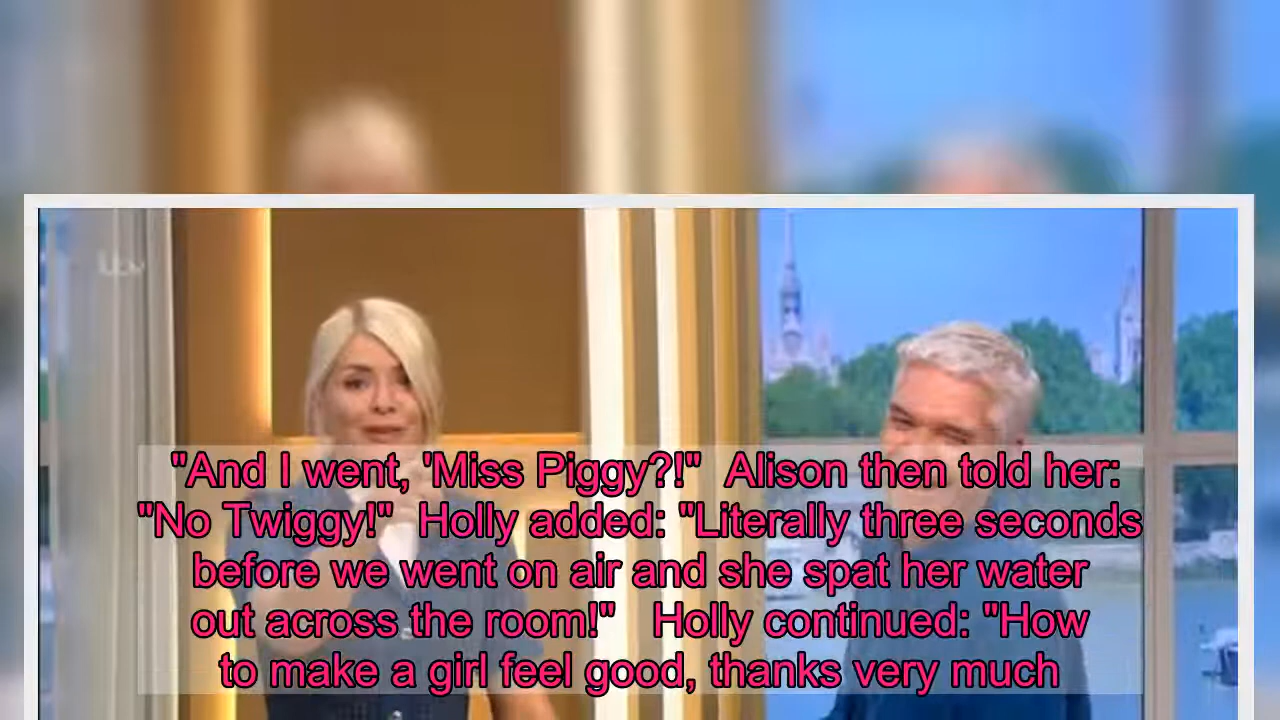 itv
"And I went, 'Miss Piggy?!"  Alison then told her:
"No Twiggy!"  Holly added: "Literally three seconds
before we went on air and she spat her water
out across the room!"   Holly continued: "How
to make a girl feel good, thanks very much